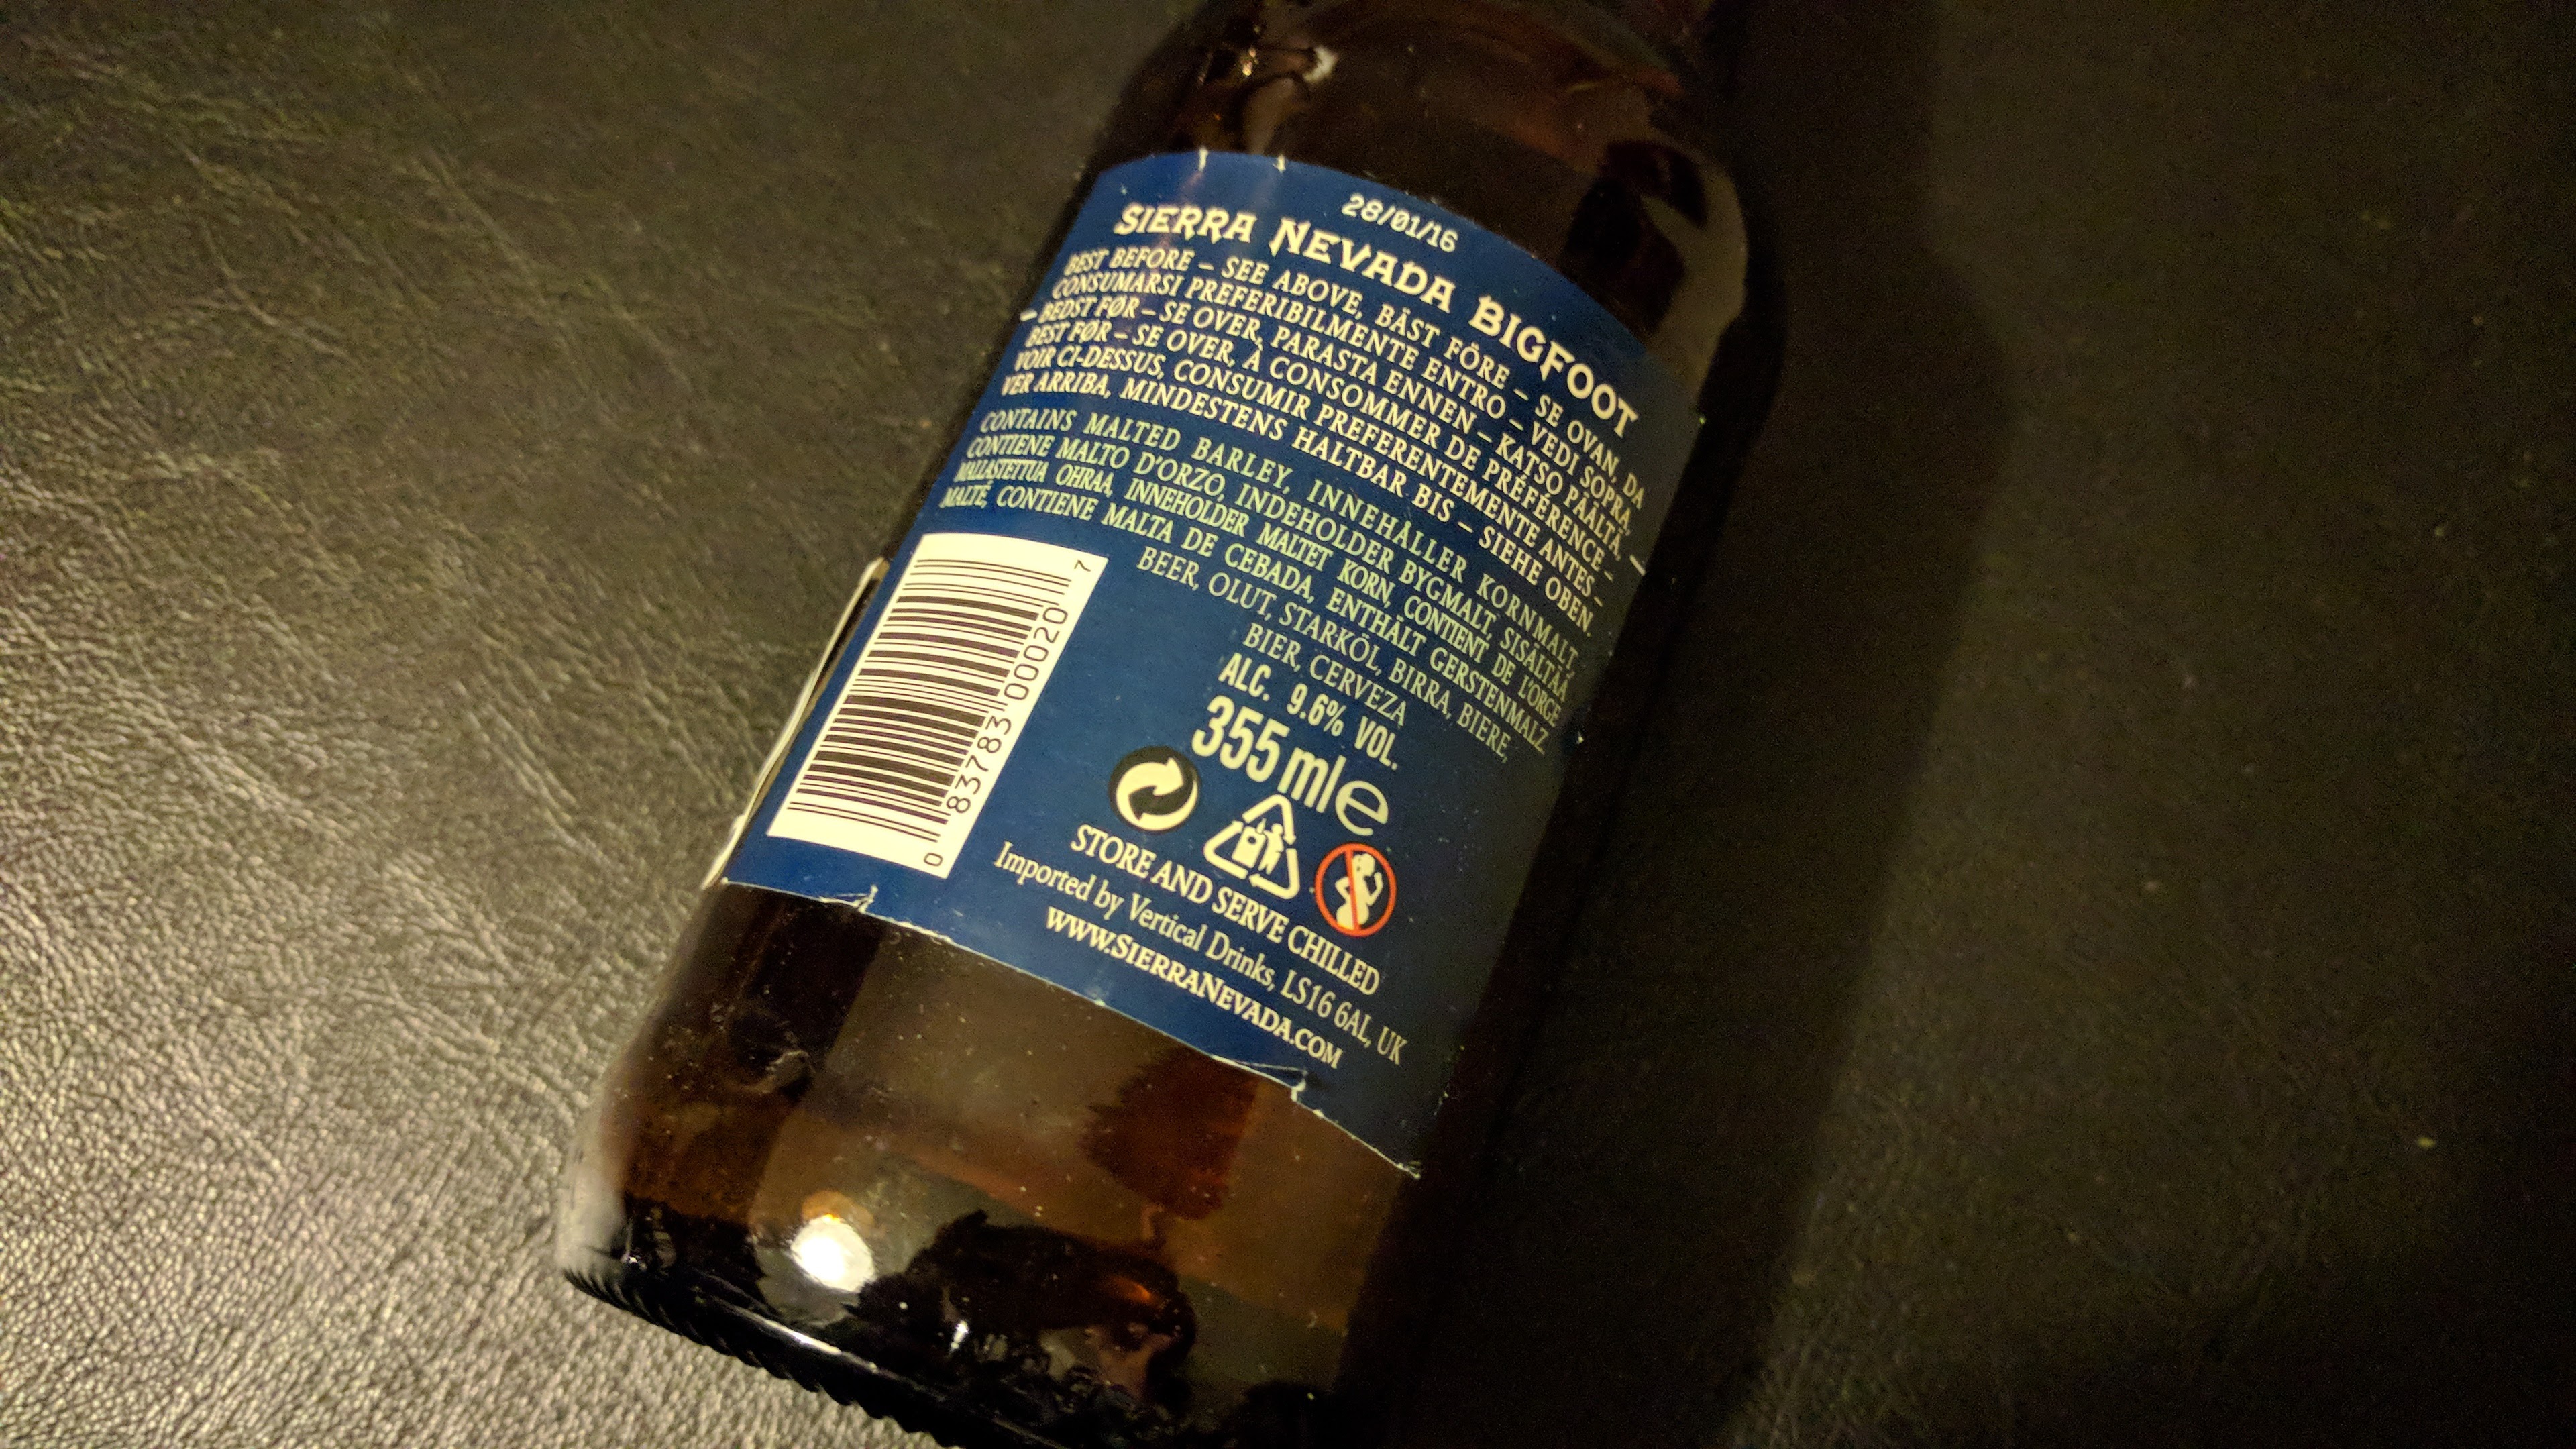 28/01/16
SIERRA NEVADA BIGFOOT
BEST BEFORE – SEE ABOVE, BÄST FÖRE – SE OVAN, DA
CONSUMARSI PREFERIBILMENTE ENTRO – VEDI SOPRA,
– BEDST FØR – SE OVER, PARASTA ENNEN – KATSO PÄÄLTÄ, –
BEST FØR – SE OVER, À CONSOMMER DE PRÉFÉRENCE –
VOIR CI-DESSUS, CONSUMIR PREFERENTEMENTE ANTES –
VER ARRIBA, MINDESTENS HALTBAR BIS – SIEHE OBEN.
CONTAINS MALTED BARLEY, INNEHÅLLER KORNMALT,
CONTIENE MALTO D'ORZO, INDEHOLDER BYGMALT, SISÄLTÄÄ
MALLASTETTUA OHRAA, INNEHOLDER MALTET KORN, CONTIENT DE L'ORGE
MALTÉ, CONTIENE MALTA DE CEBADA, ENTHÄLT GERSTENMALZ.
BEER, OLUT, STARKÖL, BIRRA, BIERE,
BIER, CERVEZA
ALC. 9.6% VOL.
355 ml e
0 83783 00020 7
STORE AND SERVE CHILLED
Imported by Vertical Drinks, LS16 6AL, UK
WWW.SIERRANEVADA.COM